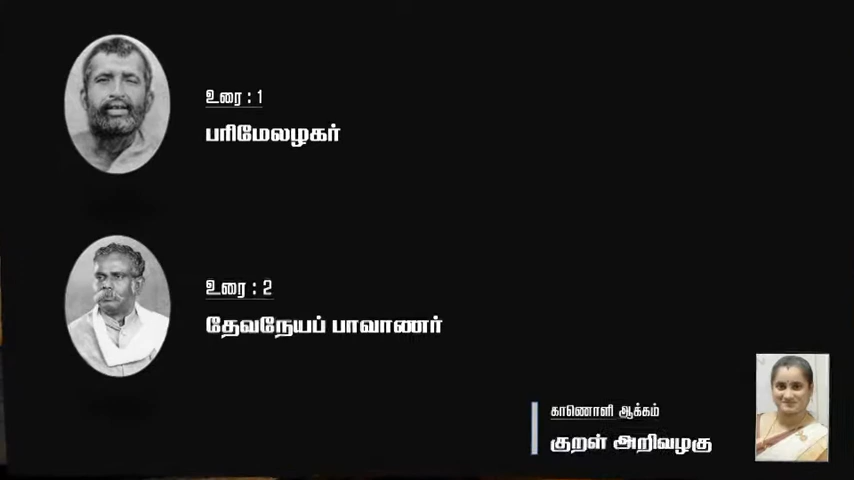 உரை : 1
பரிமேலழகர்
உரை : 2
தேவநேயப் பாவாணர்
காணொளி ஆக்கம்
குறள் அறிவழகு